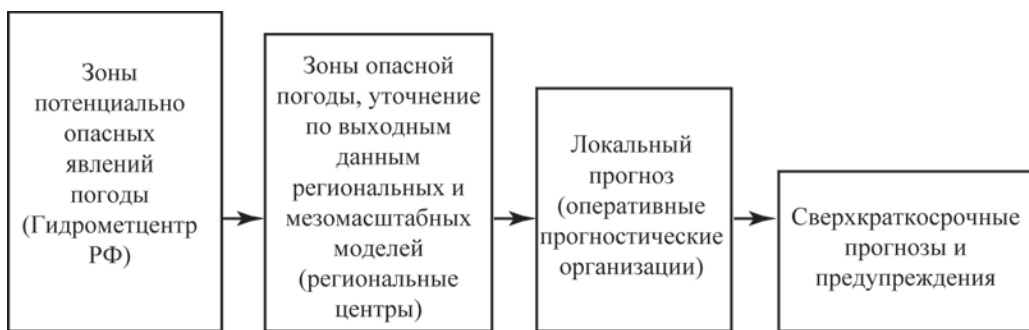 Зоны
потенциально
опасных
явлений
погоды
(Гидрометцентр
РФ)
Зоны опасной
погоды, уточнение
по выходным
данным
региональных и
мезомасштабных
моделей
(региональные
центры)
Локальный
прогноз
(оперативные
прогностические
организации)
Сверхкраткосрочные
прогнозы и
предупреждения